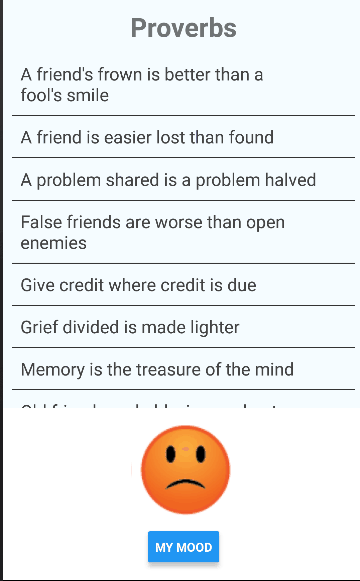 Proverbs
A friend's frown is better than a
fool's smile
A friend is easier lost than found
A problem shared is a problem halved
False friends are worse than open
enemies
Give credit where credit is due
Grief divided is made lighter
Memory is the treasure of the mind
MY MOOD